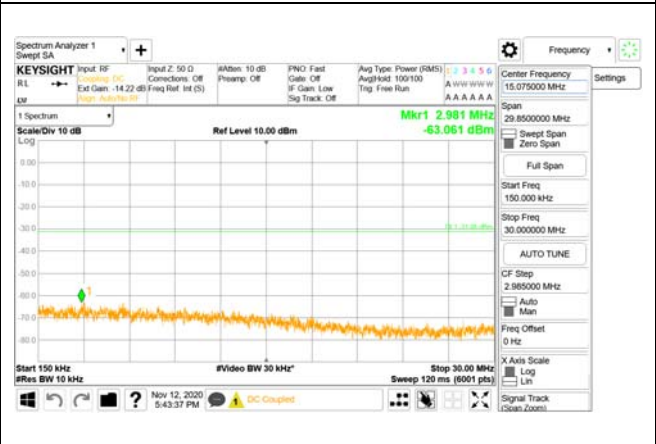 Spectrum Analyzer 1
Swept SA
Frequency
KEYSIGHT
RL
Input: RF
Coupling: DC
Ext Gain: -14.22 dB
Align: Auto/No RF
Input Z: 50 Ω
Corrections: Off
Freq Ref: Int (S)
#Atten: 10 dB
Preamp: Off
PNO: Fast
Gate: Off
IF Gain: Low
Sig Track: Off
Avg Type: Power (RMS)
Avg|Hold: 100/100
Trig: Free Run
1 2 3 4 5 6
A W W W W W
A A A A A A
1 Spectrum
Scale/Div 10 dB
Log
Ref Level 10.00 dBm
Mkr1 2.981 MHz
-63.061 dBm
0.00
-10.0
-20.0
-30.0
-40.0
-50.0
-60.0
-70.0
-80.0
1
Start 150 kHz
#Res BW 10 kHz
#Video BW 30 kHz*
Stop 30.00 MHz
Sweep 120 ms (6001 pts)
Nov 12, 2020
5:43:37 PM
DC Coupled
Center Frequency
15.075000 MHz
Settings
Span
29.8500000 MHz
Swept Span
Zero Span
Full Span
Start Freq
150.000 kHz
Stop Freq
30.000000 MHz
AUTO TUNE
CF Step
2.985000 MHz
Auto
Man
Freq Offset
0 Hz
X Axis Scale
Log
Lin
Signal Track
(Span Zoom)